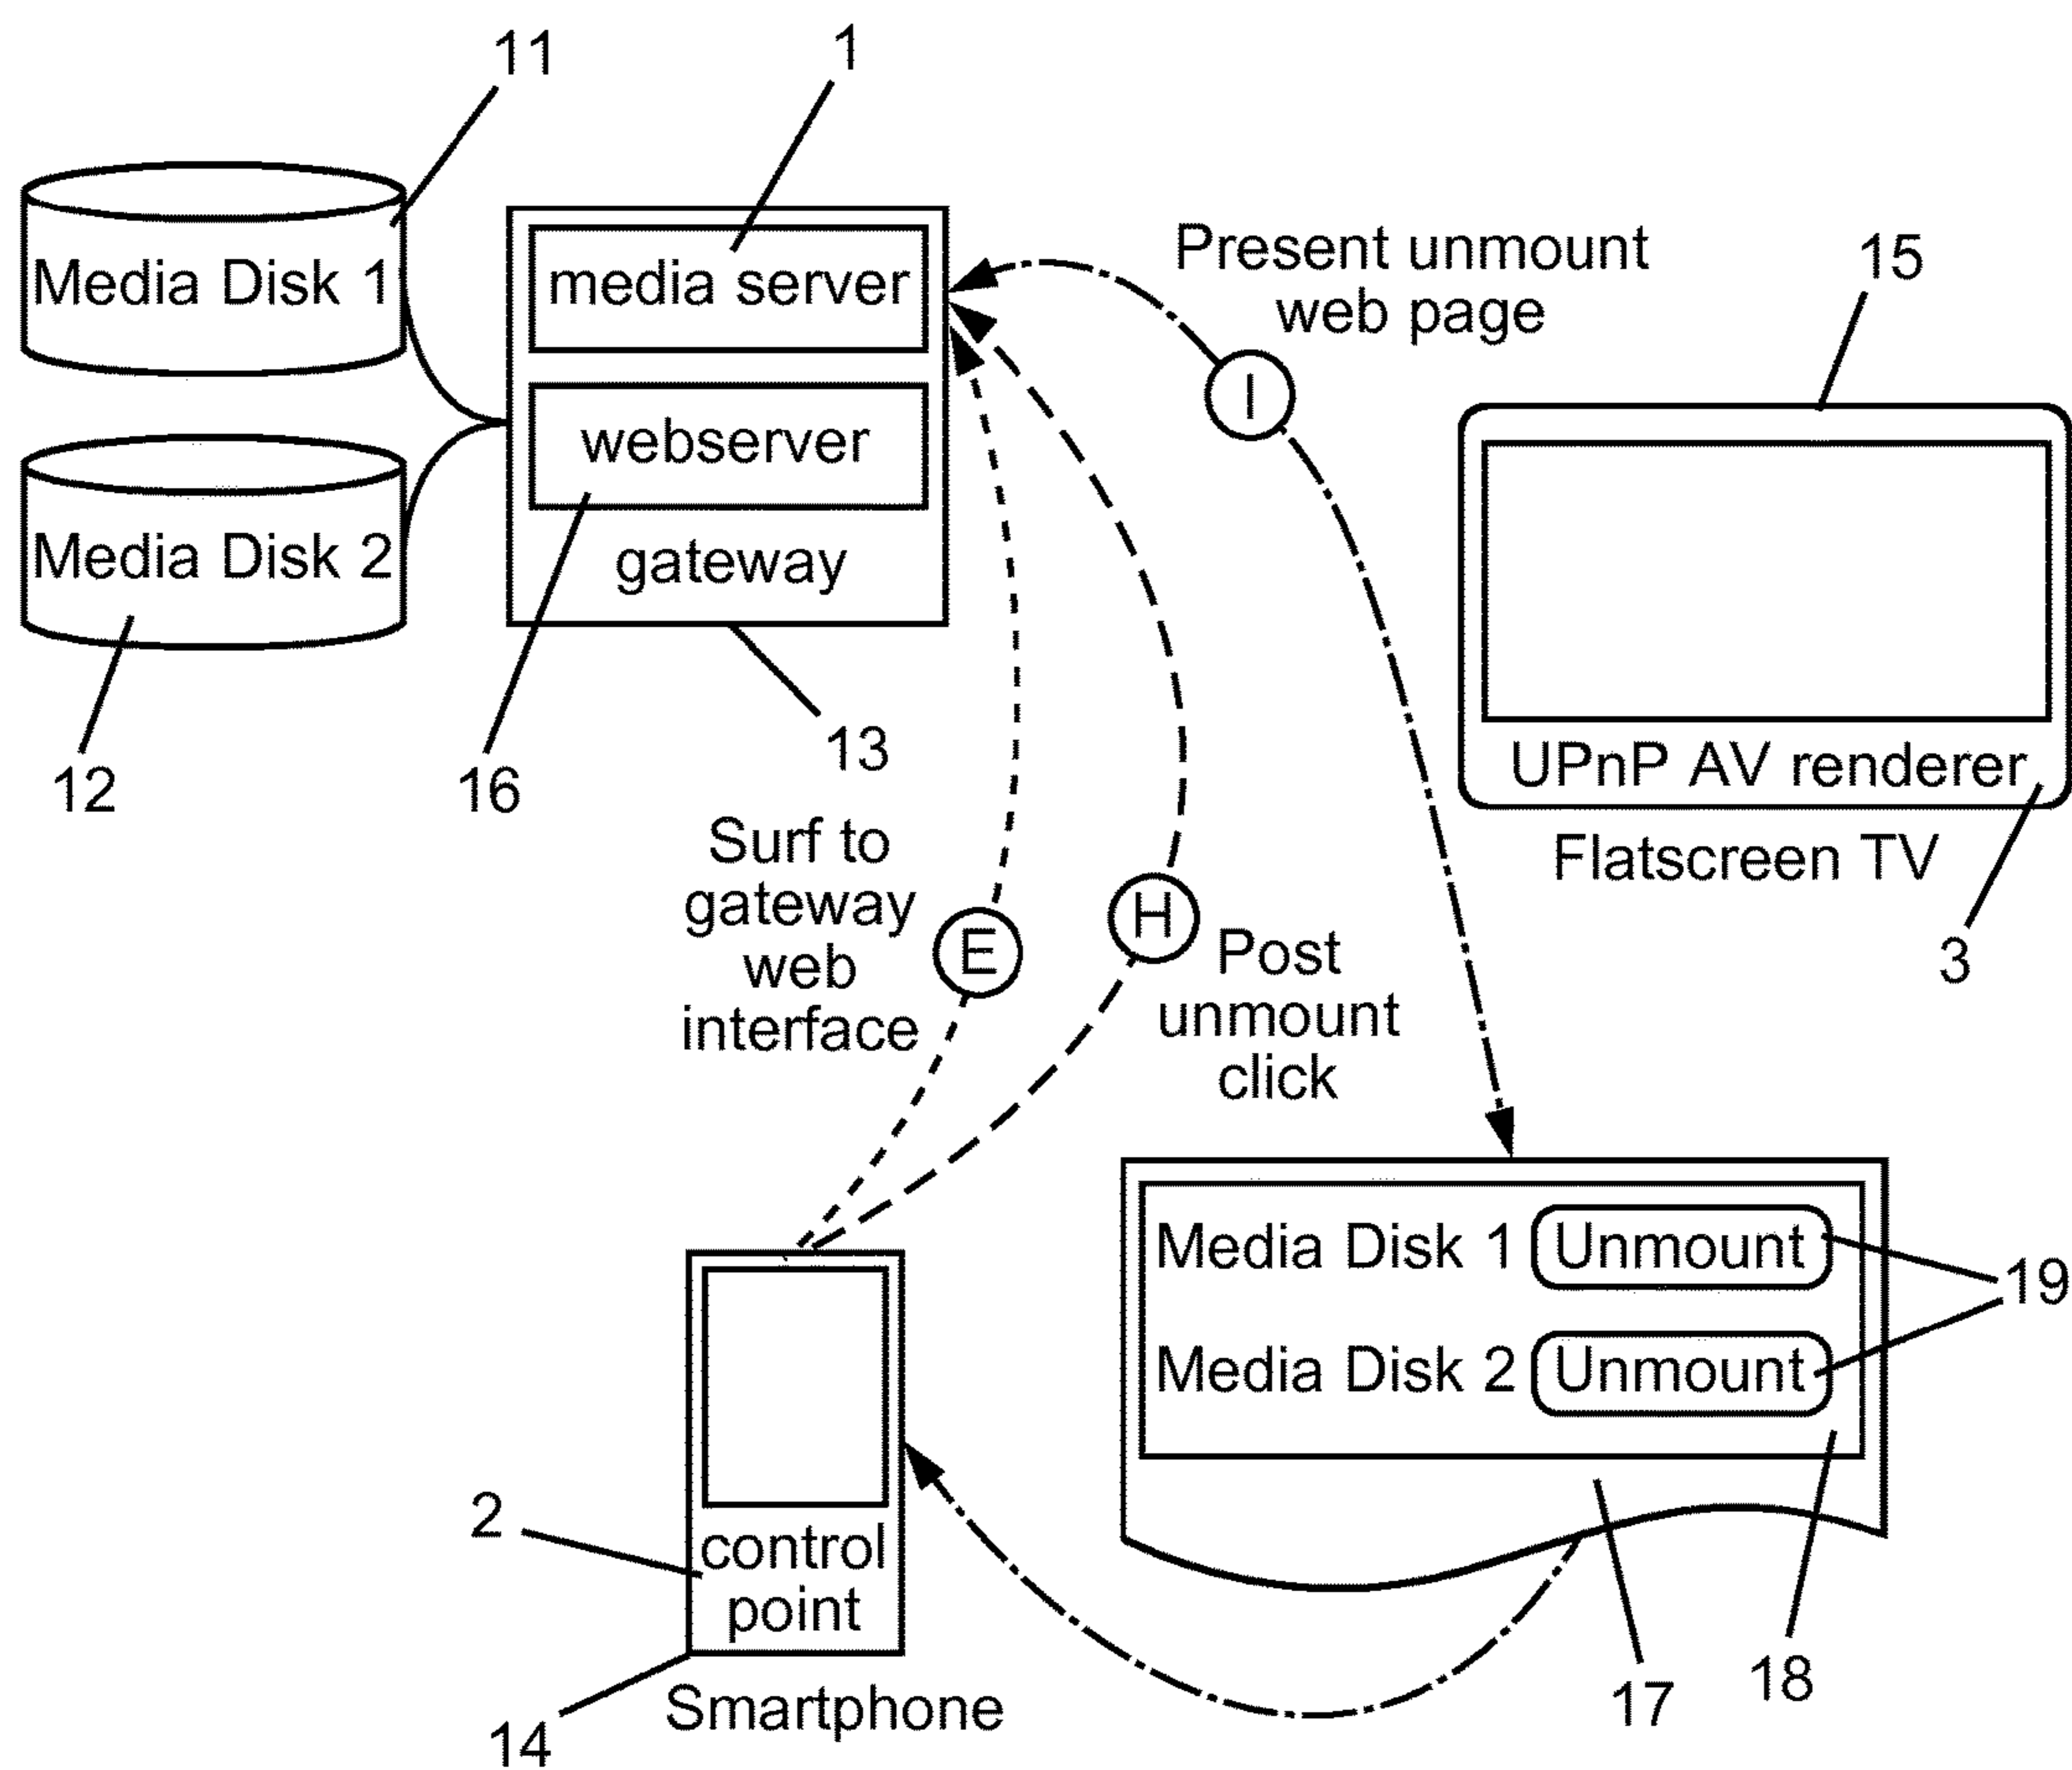 11
1
Media Disk 1
media server
Present unmount
web page
15
I
webserver
Media Disk 2
gateway
12
16
13
UPnP AV renderer
Flatscreen TV
3
Surf to
gateway
web
interface
E
H
Post
unmount
click
Media Disk 1 Unmount
19
Media Disk 2 Unmount
2
control
point
14
Smartphone
17
18